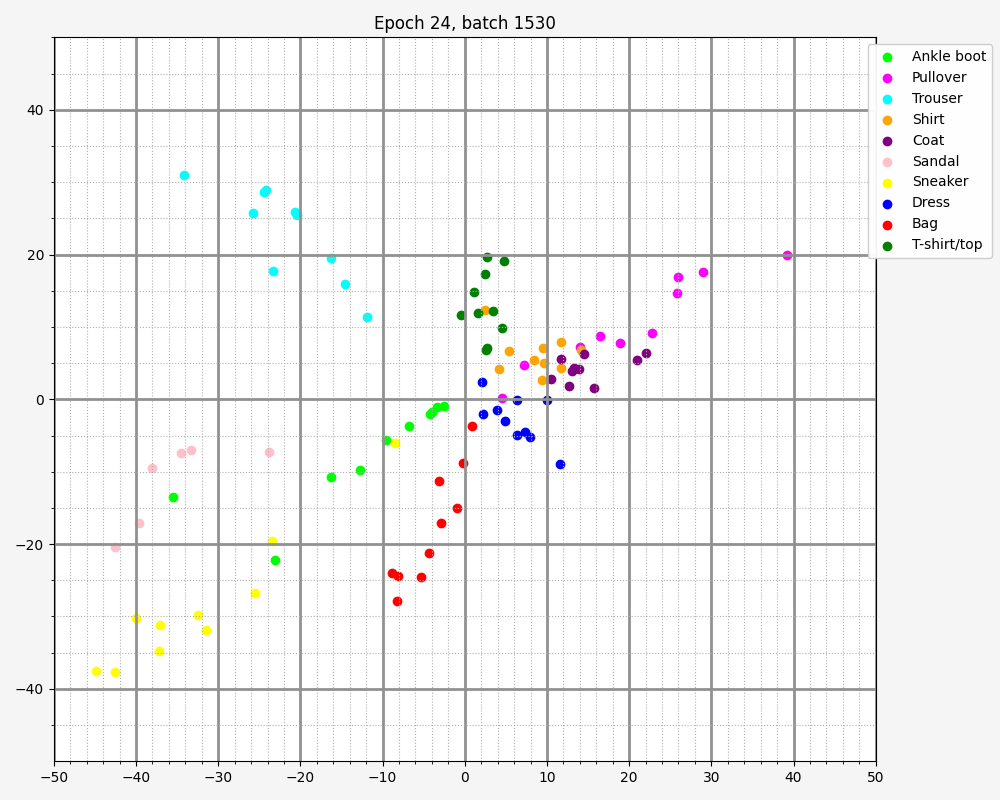 Epoch 24, batch 1530
Ankle boot
Pullover
Trouser
Shirt
Coat
Sandal
Sneaker
Dress
Bag
T-shirt/top
40
20
0
−20
−40
−50 −40 −30 −20 −10 0 10 20 30 40 50